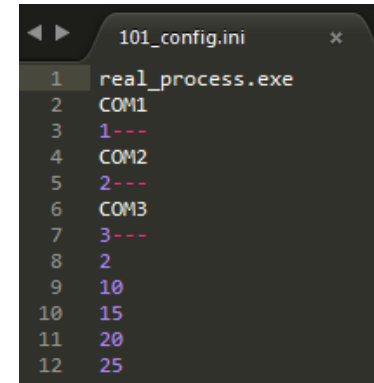 101_config.ini ×
1 real_process.exe
2 COM1
3 1---
4 COM2
5 2---
6 COM3
7 3---
8 2
9 10
10 15
11 20
12 25